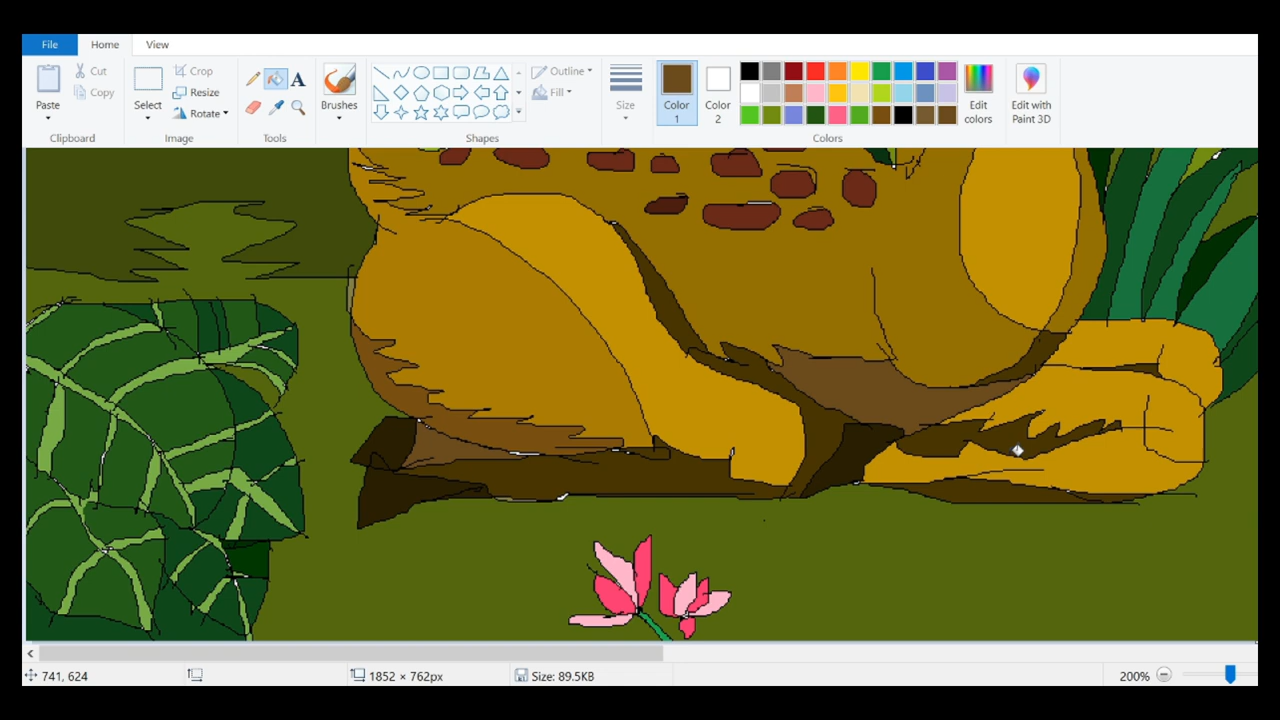 File Home View
Paste
Cut
Copy
Clipboard
Select
Crop
Resize
Rotate
Image
A
Tools
Brushes
Shapes
Outline
Fill
Size
Color
1
Color
2
Colors
Edit
colors
Edit with
Paint 3D
741, 624
1852 × 762px
Size: 89.5KB
200%